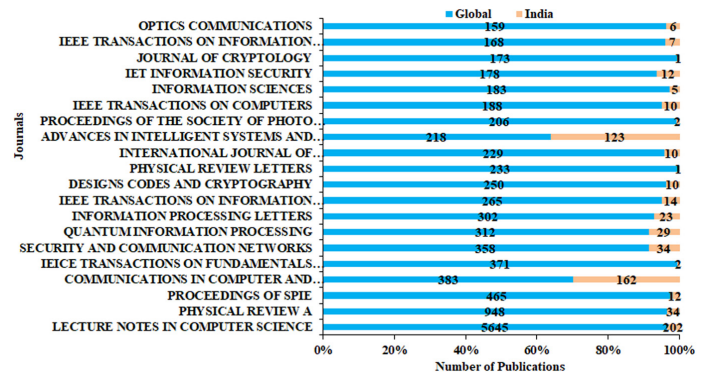 Global India
OPTICS COMMUNICATIONS 159 6
IEEE TRANSACTIONS ON INFORMATION ... 168 7
JOURNAL OF CRYPTOLOGY 173 1
IET INFORMATION SECURITY 178 12
INFORMATION SCIENCES 183 5
IEEE TRANSACTIONS ON COMPUTERS 188 10
PROCEEDINGS OF THE SOCIETY OF PHOTO... 206 2
ADVANCES IN INTELLIGENT SYSTEMS AND ... 218 123
INTERNATIONAL JOURNAL OF ... 229 10
PHYSICAL REVIEW LETTERS 233 1
DESIGNS CODES AND CRYPTOGRAPHY 250 10
IEEE TRANSACTIONS ON INFORMATION ... 265 14
INFORMATION PROCESSING LETTERS 302 23
QUANTUM INFORMATION PROCESSING 312 29
SECURITY AND COMMUNICATION NETWORKS 358 34
IEICE TRANSACTIONS ON FUNDAMENTALS... 371 2
COMMUNICATIONS IN COMPUTER AND ... 383 162
PROCEEDINGS OF SPIE 465 12
PHYSICAL REVIEW A 948 34
LECTURE NOTES IN COMPUTER SCIENCE 5645 202
Journals
0% 20% 40% 60% 80% 100%
Number of Publications